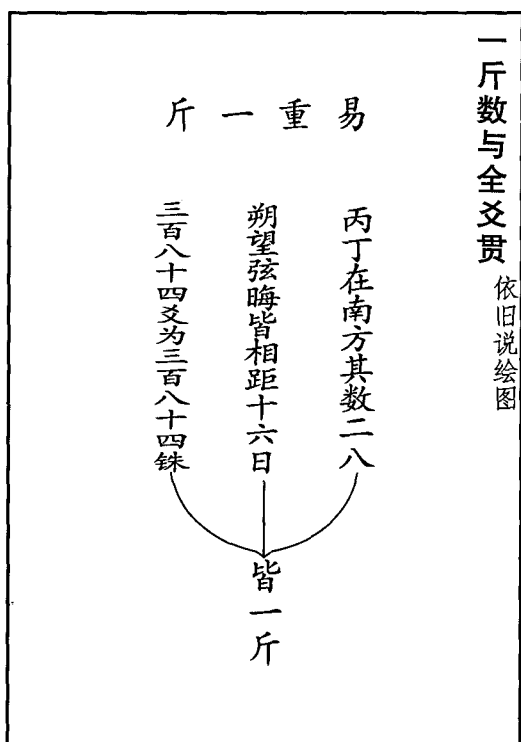 一斤数与全爻贯
依旧说绘图
易重一斤
丙丁在南方其数二八
朔望弦晦皆相距十六日
三百八十四爻为三百八十四铢
皆一斤